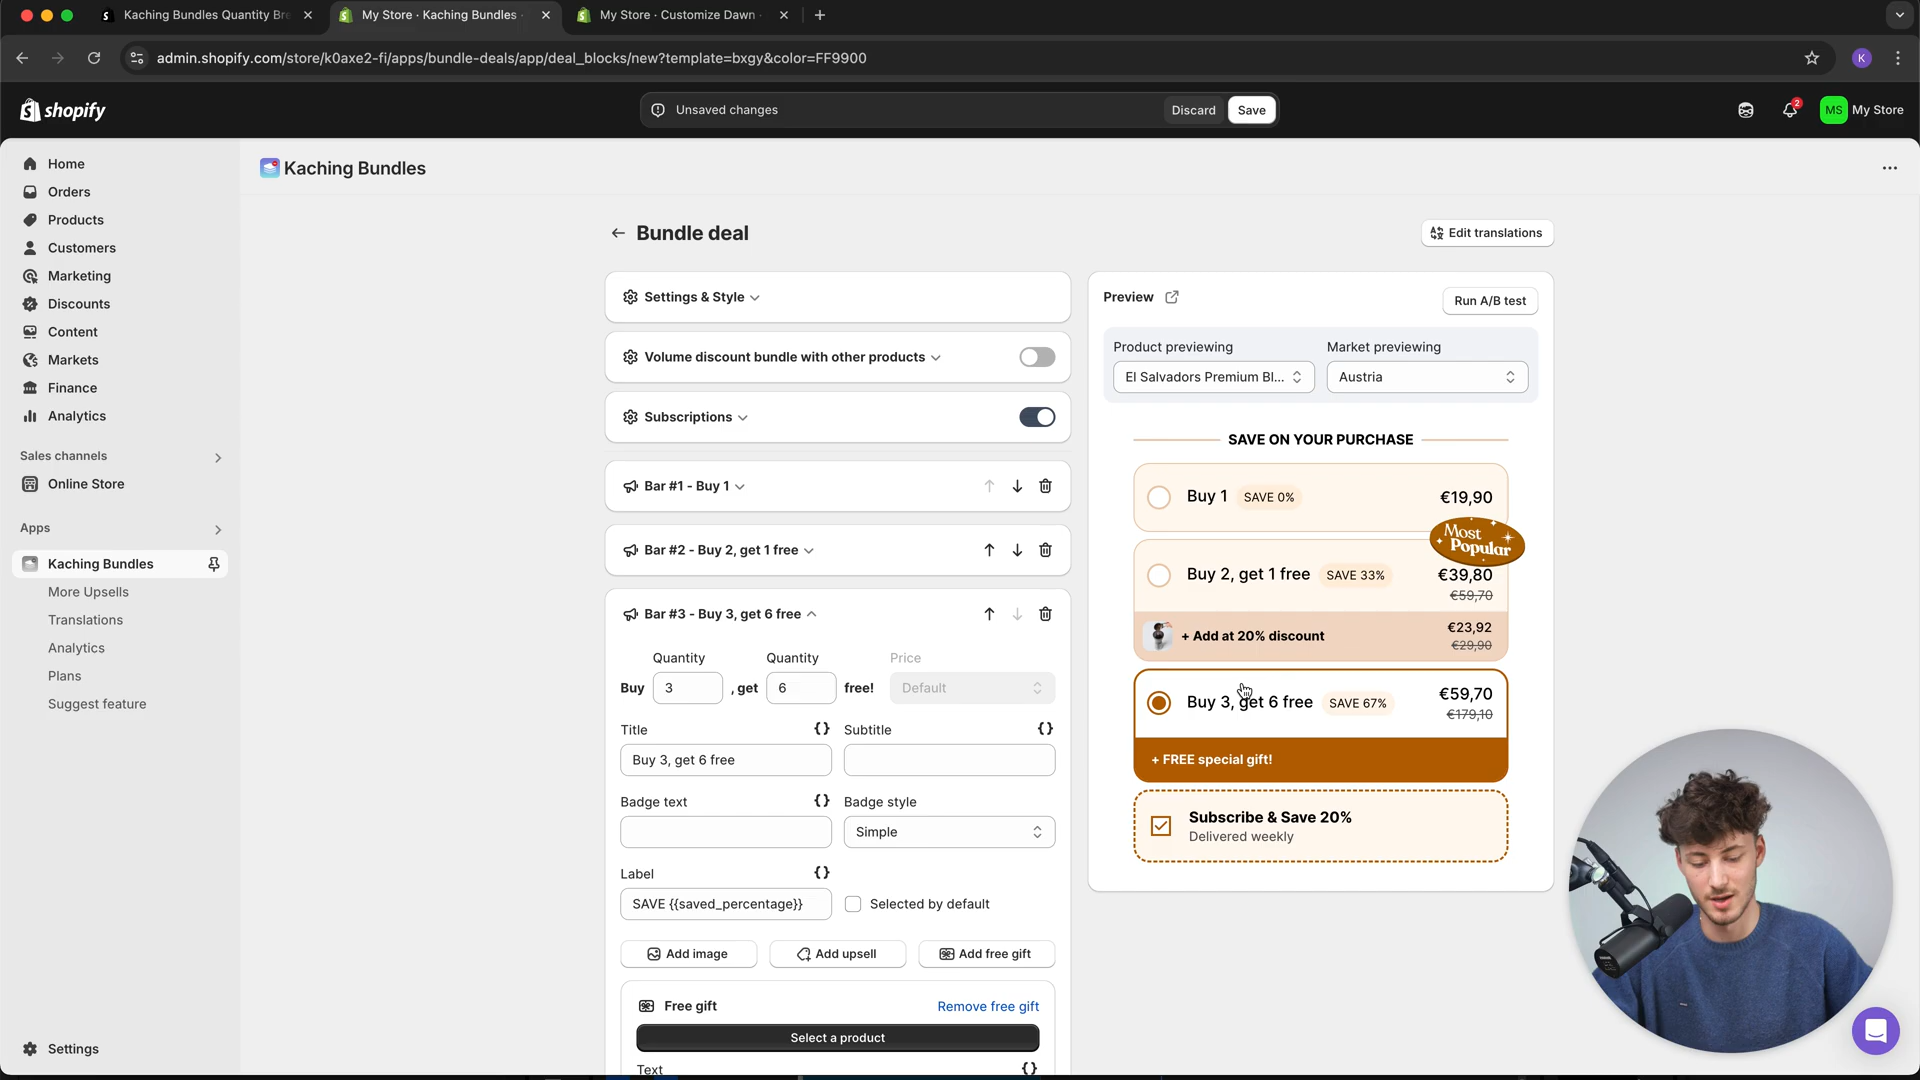 Kaching Bundles Quantity Bre
My Store · Kaching Bundles ·
My Store · Customize Dawn ·
admin.shopify.com/store/k0axe2-fi/apps/bundle-deals/app/deal_blocks/new?template=bxgy&color=FF9900
K
shopify
Unsaved changes
Discard
Save
2
MS
My Store
Home
Orders
Products
Customers
Marketing
Discounts
Content
Markets
Finance
Analytics
Sales channels
Online Store
Apps
Kaching Bundles
More Upsells
Translations
Analytics
Plans
Suggest feature
Settings
Kaching Bundles
Bundle deal
Edit translations
Settings & Style
Volume discount bundle with other products
Subscriptions
Bar #1 - Buy 1
Bar #2 - Buy 2, get 1 free
Bar #3 - Buy 3, get 6 free
Quantity
Quantity
Price
Buy
3
, get
6
free!
Default
Title
{}
Subtitle
{}
Buy 3, get 6 free
Badge text
{}
Badge style
Simple
Label
{}
SAVE {{saved_percentage}}
Selected by default
Add image
Add upsell
Add free gift
Free gift
Remove free gift
Select a product
Text
{}
Preview
Run A/B test
Product previewing
Market previewing
El Salvadors Premium Bl...
Austria
SAVE ON YOUR PURCHASE
Buy 1
SAVE 0%
€19,90
Most
Popular
Buy 2, get 1 free
SAVE 33%
€39,80
€59,70
+ Add at 20% discount
€23,92
€29,90
Buy 3, get 6 free
SAVE 67%
€59,70
€179,10
+ FREE special gift!
Subscribe & Save 20%
Delivered weekly